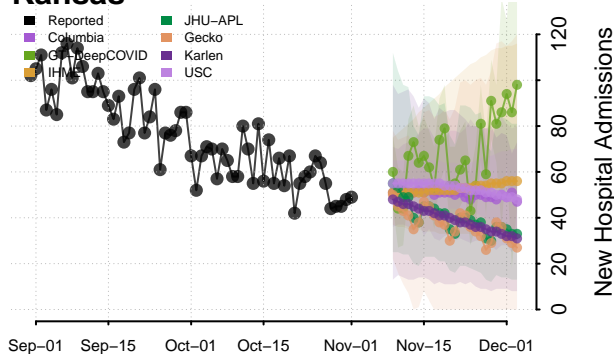 Kansas
Reported
Columbia
GT−DeepCOVID
IHME
JHU−APL
Gecko
Karlen
USC
0
20
40
60
80
120
New Hospital Admissions
Sep−01
Sep−15
Oct−01
Oct−15
Nov−01
Nov−15
Dec−01